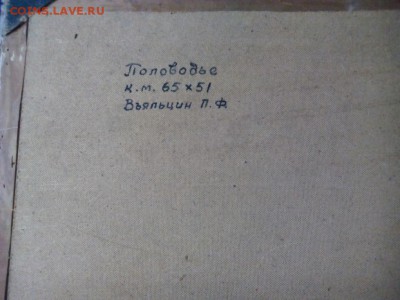 COINS.LAVE.RU
Половодье
к.м. 65×51
Вяльцин П.Ф.